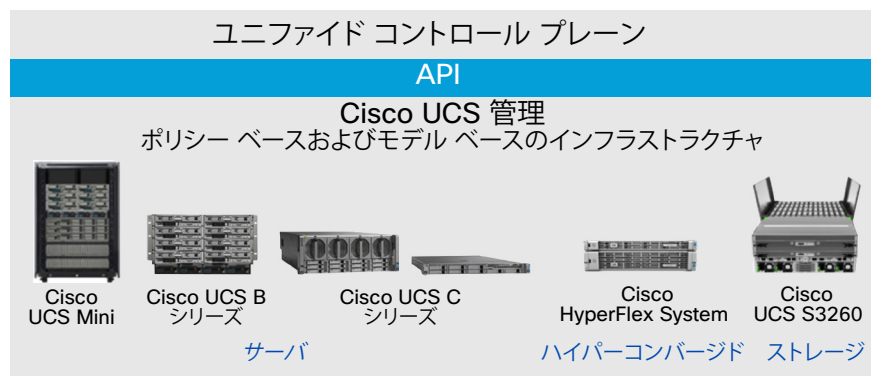 ユニファイド コントロール プレーン
API
Cisco UCS 管理
ポリシー ベースおよびモデル ベースのインフラストラクチャ
Cisco
UCS Mini
Cisco UCS B
シリーズ
Cisco UCS C
シリーズ
Cisco
HyperFlex System
Cisco
UCS S3260
サーバ
ハイパーコンバージド
ストレージ